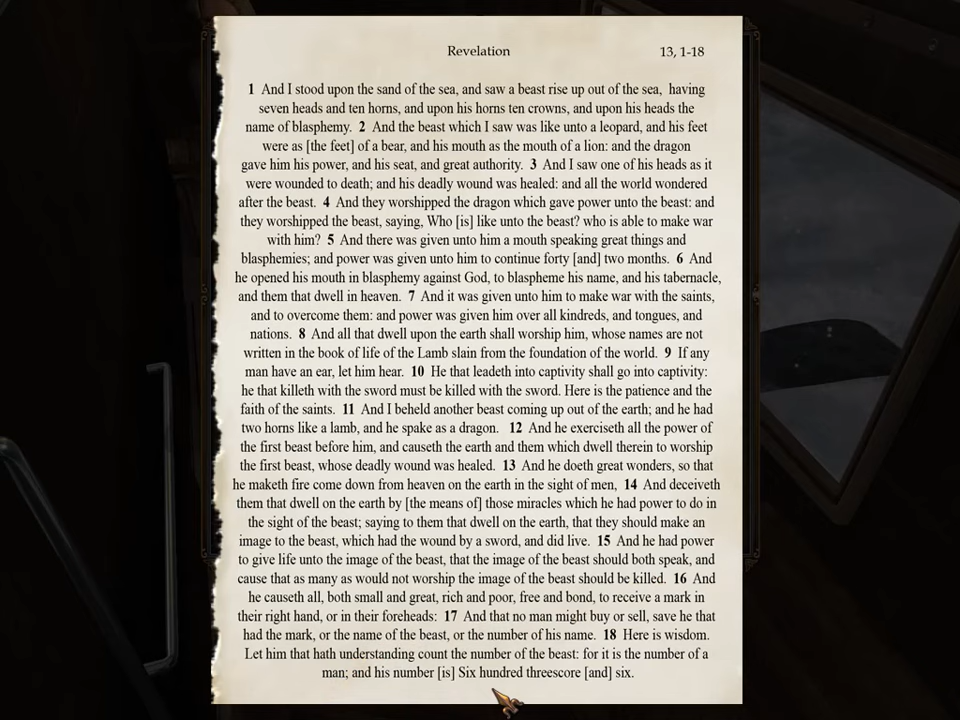 Revelation 13, 1-18
1 And I stood upon the sand of the sea, and saw a beast rise up out of the sea, having
seven heads and ten horns, and upon his horns ten crowns, and upon his heads the
name of blasphemy. 2 And the beast which I saw was like unto a leopard, and his feet
were as [the feet] of a bear, and his mouth as the mouth of a lion: and the dragon
gave him his power, and his seat, and great authority. 3 And I saw one of his heads as it
were wounded to death; and his deadly wound was healed: and all the world wondered
after the beast. 4 And they worshipped the dragon which gave power unto the beast: and
they worshipped the beast, saying, Who [is] like unto the beast? who is able to make war
with him? 5 And there was given unto him a mouth speaking great things and
blasphemies; and power was given unto him to continue forty [and] two months. 6 And
he opened his mouth in blasphemy against God, to blaspheme his name, and his tabernacle,
and them that dwell in heaven. 7 And it was given unto him to make war with the saints,
and to overcome them: and power was given him over all kindreds, and tongues, and
nations. 8 And all that dwell upon the earth shall worship him, whose names are not
written in the book of life of the Lamb slain from the foundation of the world. 9 If any
man have an ear, let him hear. 10 He that leadeth into captivity shall go into captivity:
he that killeth with the sword must be killed with the sword. Here is the patience and the
faith of the saints. 11 And I beheld another beast coming up out of the earth; and he had
two horns like a lamb, and he spake as a dragon. 12 And he exerciseth all the power of
the first beast before him, and causeth the earth and them which dwell therein to worship
the first beast, whose deadly wound was healed. 13 And he doeth great wonders, so that
he maketh fire come down from heaven on the earth in the sight of men, 14 And deceiveth
them that dwell on the earth by [the means of] those miracles which he had power to do in
the sight of the beast; saying to them that dwell on the earth, that they should make an
image to the beast, which had the wound by a sword, and did live. 15 And he had power
to give life unto the image of the beast, that the image of the beast should both speak, and
cause that as many as would not worship the image of the beast should be killed. 16 And
he causeth all, both small and great, rich and poor, free and bond, to receive a mark in
their right hand, or in their foreheads: 17 And that no man might buy or sell, save he that
had the mark, or the name of the beast, or the number of his name. 18 Here is wisdom.
Let him that hath understanding count the number of the beast: for it is the number of a
man; and his number [is] Six hundred threescore [and] six.